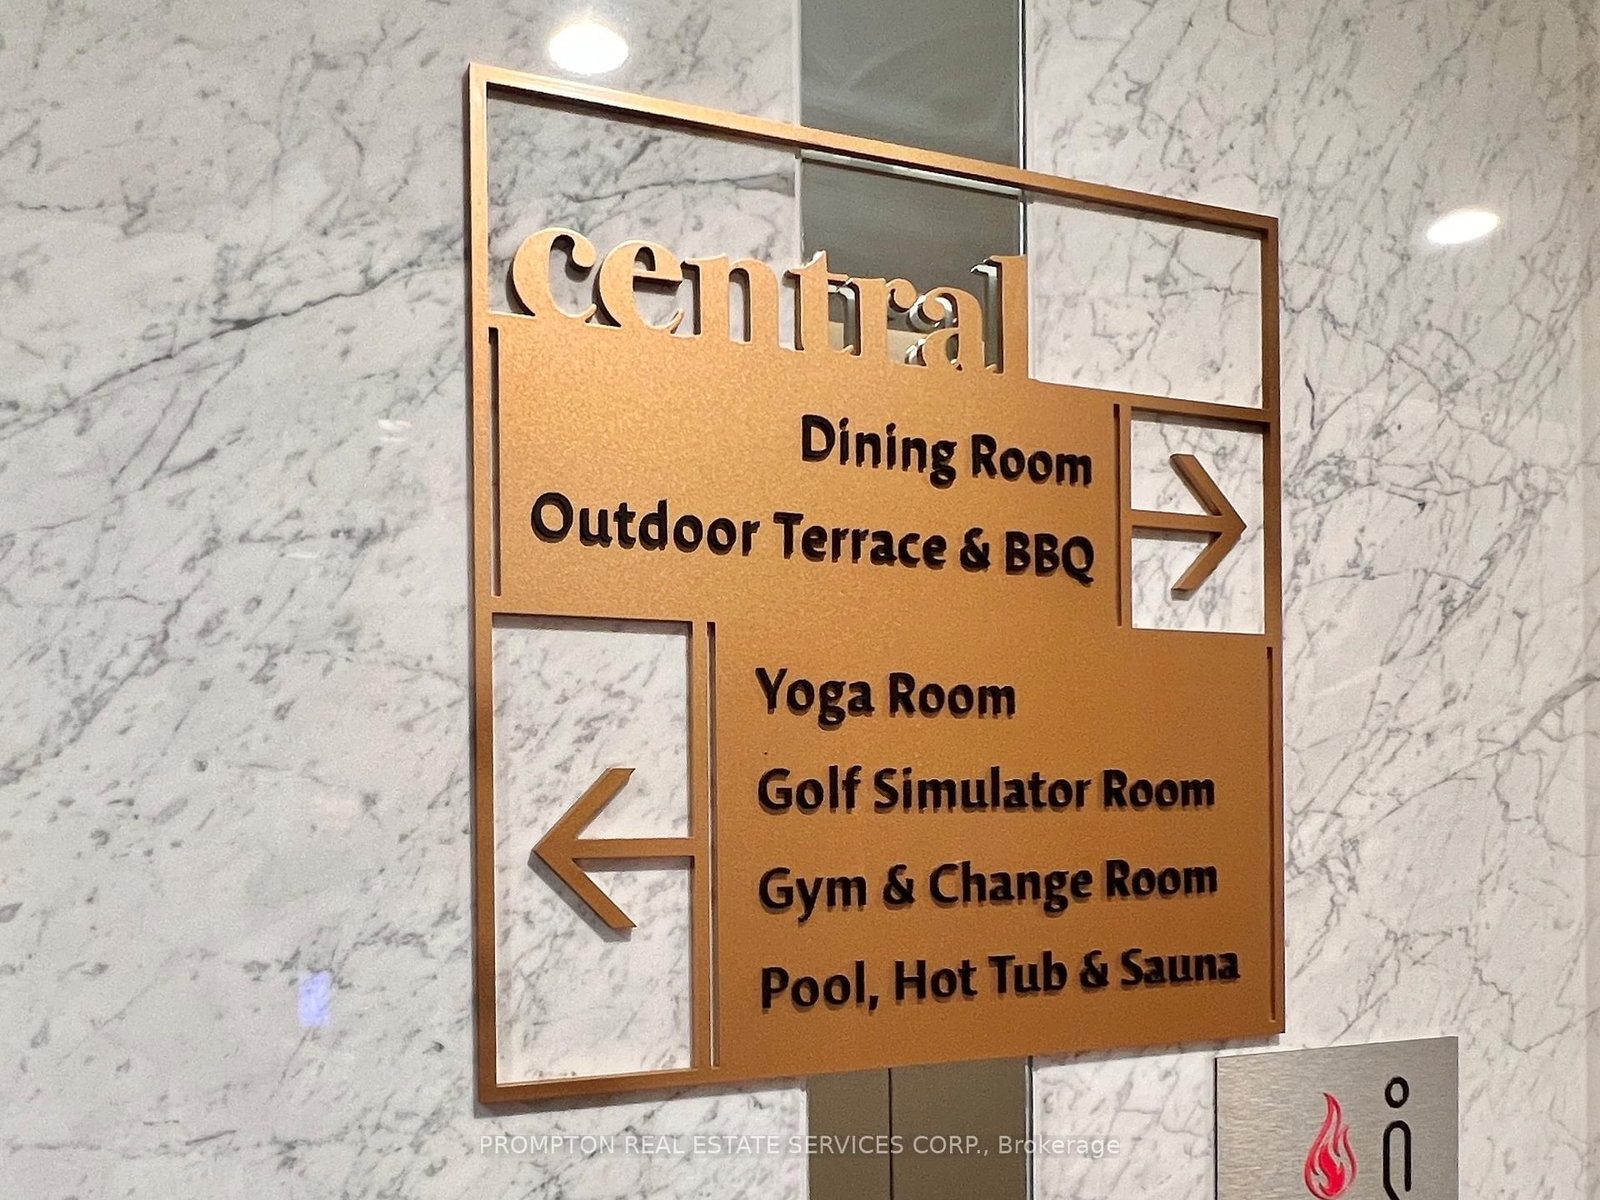 central
Dining Room
Outdoor Terrace & BBQ
Yoga Room
Golf Simulator Room
Gym & Change Room
Pool, Hot Tub & Sauna
PROMPTON REAL ESTATE SERVICES CORP., Brokerage